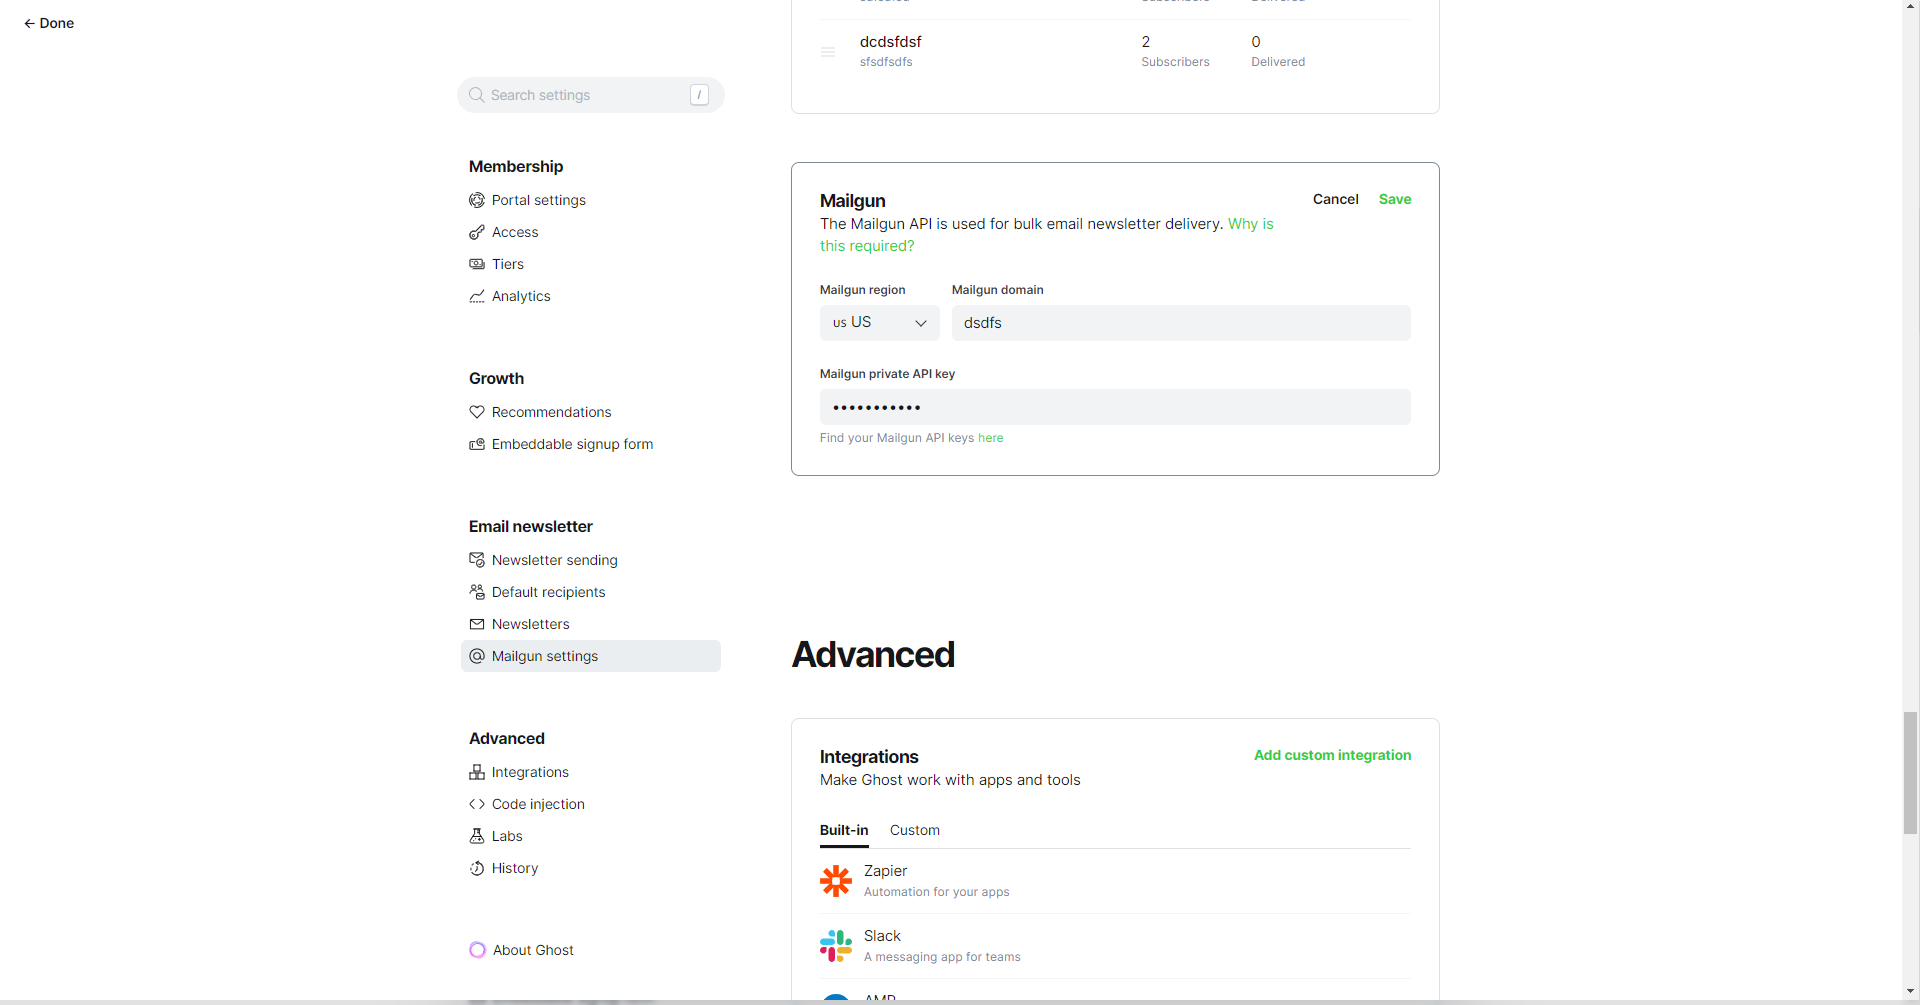 ← Done
Search settings
/
Membership
Portal settings
Access
Tiers
Analytics
Growth
Recommendations
Embeddable signup form
Email newsletter
Newsletter sending
Default recipients
Newsletters
Mailgun settings
Advanced
Integrations
Code injection
Labs
History
About Ghost
dcdsfdsf
sfsdfsdfs
2
Subscribers
0
Delivered
Mailgun
Cancel
Save
The Mailgun API is used for bulk email newsletter delivery. Why is
this required?
Mailgun region
Mailgun domain
us US
dsdfs
Mailgun private API key
•••••••••••
Find your Mailgun API keys here
Advanced
Integrations
Add custom integration
Make Ghost work with apps and tools
Built-in
Custom
Zapier
Automation for your apps
Slack
A messaging app for teams
AMP